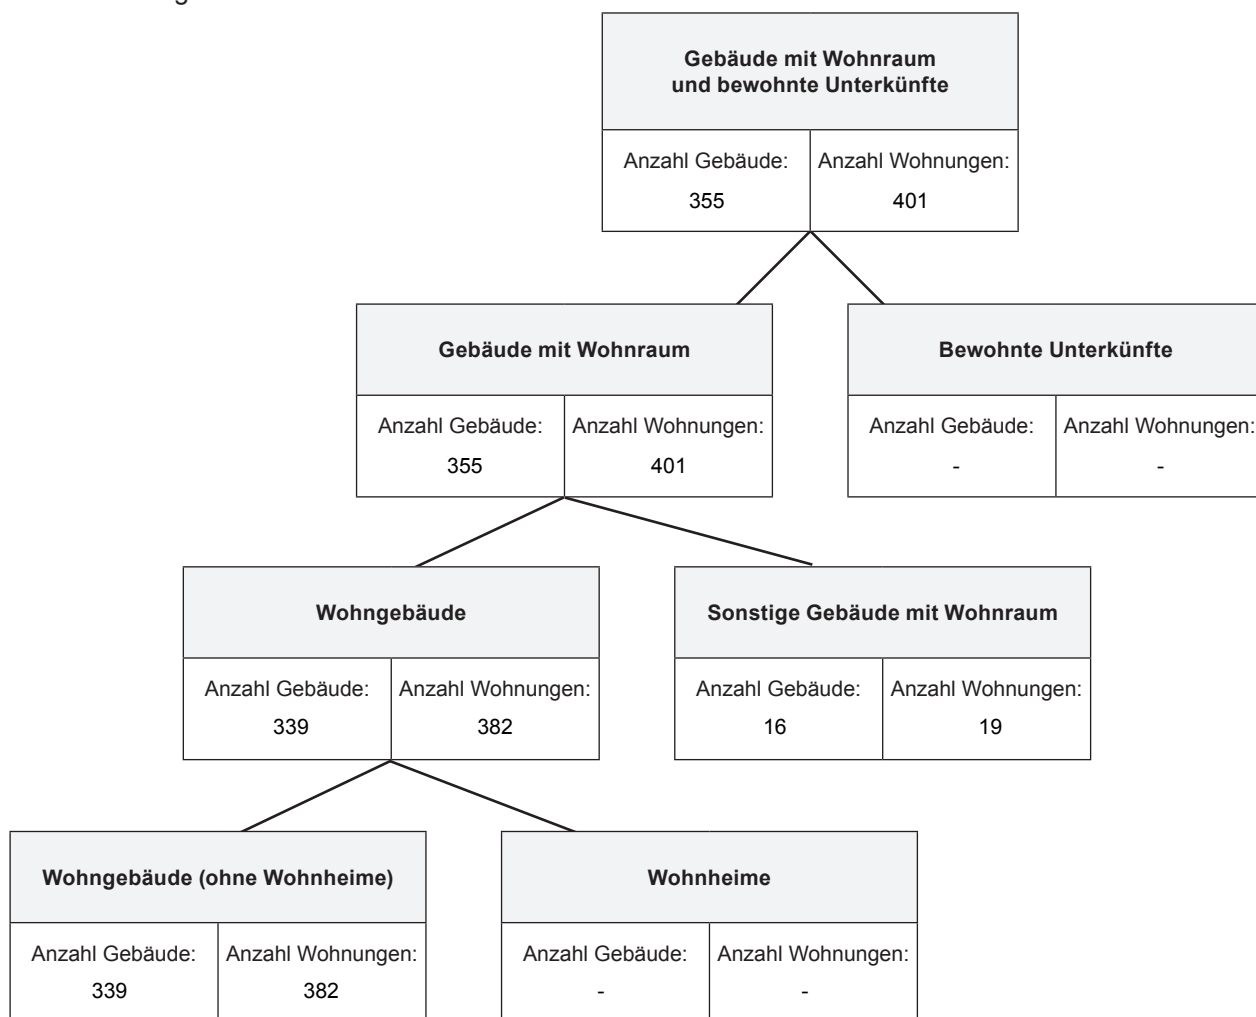 Gebäude mit Wohnraum
und bewohnte Unterkünfte
Anzahl Gebäude: Anzahl Wohnungen:
355 401
Gebäude mit Wohnraum
Anzahl Gebäude: Anzahl Wohnungen:
355 401
Bewohnte Unterkünfte
Anzahl Gebäude: Anzahl Wohnungen:
- -
Wohngebäude
Anzahl Gebäude: Anzahl Wohnungen:
339 382
Sonstige Gebäude mit Wohnraum
Anzahl Gebäude: Anzahl Wohnungen:
16 19
Wohngebäude (ohne Wohnheime)
Anzahl Gebäude: Anzahl Wohnungen:
339 382
Wohnheime
Anzahl Gebäude: Anzahl Wohnungen:
- -